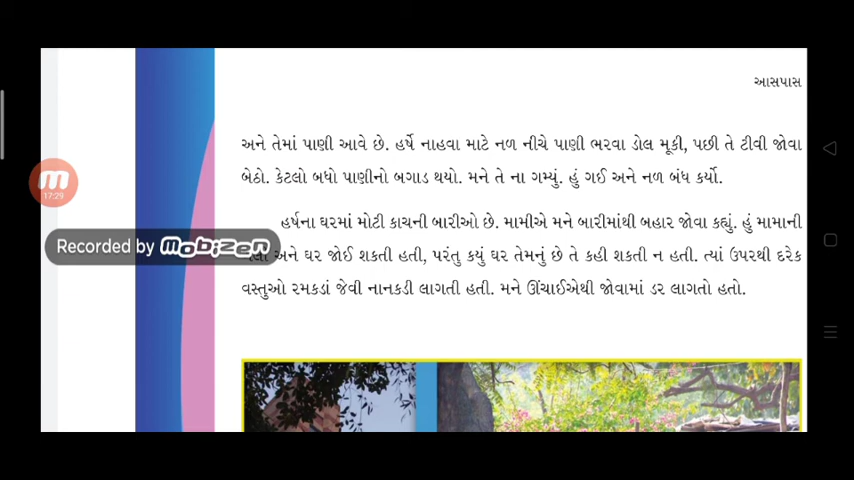 આસપાસ
અને તેમાં પાણી આવે છે. હર્ષે નાહવા માટે નળ નીચે પાણી ભરવા ડોલ મૂકી, પછી તે ટીવી જોવા
બેઠો. કેટલો બધો પાણીનો બગાડ થયો. મને તે ના ગમ્યું. હું ગઈ અને નળ બંધ કર્યો.
17:29
હર્ષના ઘરમાં મોટી કાચની બારીઓ છે. મામીએ મને બારીમાંથી બહાર જોવા કહ્યું. હું મામાની
Recorded by mobizen
અને ઘર જોઈ શકતી હતી, પરંતુ કયું ઘર તેમનું છે તે કહી શકતી ન હતી. ત્યાં ઉપરથી દરેક
વસ્તુઓ રમકડાં જેવી નાનકડી લાગતી હતી. મને ઊંચાઈએથી જોવામાં ડર લાગતો હતો.